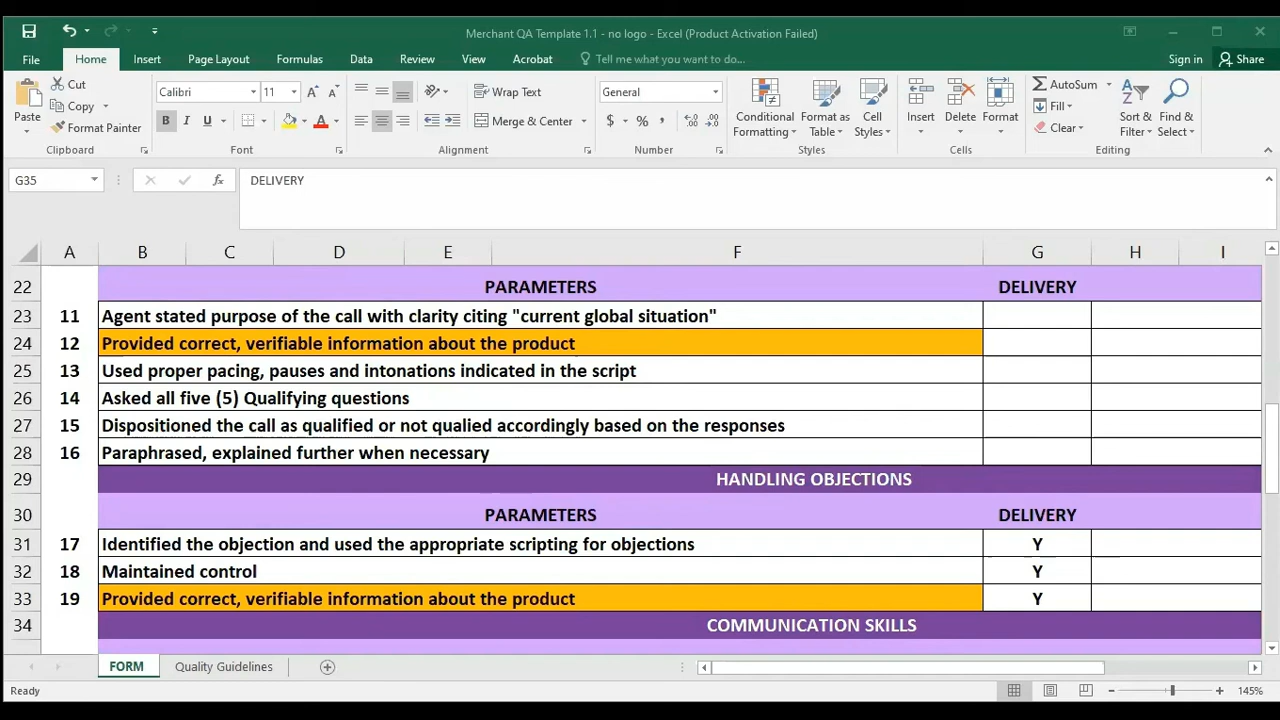 Merchant QA Template 1.1 - no logo - Excel (Product Activation Failed)
File Home Insert Page Layout Formulas Data Review View Acrobat Tell me what you want to do... Sign in Share
Paste
Cut
Copy
Format Painter
Clipboard
Calibri 11
B I U
Font
Wrap Text
Merge & Center
Alignment
General
$ % ,
Number
Conditional Formatting
Format as Table
Cell Styles
Styles
Insert Delete Format
Cells
AutoSum
Fill
Clear
Sort & Filter
Find & Select
Editing
G35 fx DELIVERY
A B C D E F G H I
22 PARAMETERS DELIVERY
23 11 Agent stated purpose of the call with clarity citing "current global situation"
24 12 Provided correct, verifiable information about the product
25 13 Used proper pacing, pauses and intonations indicated in the script
26 14 Asked all five (5) Qualifying questions
27 15 Dispositioned the call as qualified or not qualied accordingly based on the responses
28 16 Paraphrased, explained further when necessary
29 HANDLING OBJECTIONS
30 PARAMETERS DELIVERY
31 17 Identified the objection and used the appropriate scripting for objections Y
32 18 Maintained control Y
33 19 Provided correct, verifiable information about the product Y
34 COMMUNICATION SKILLS
FORM Quality Guidelines
Ready 145%